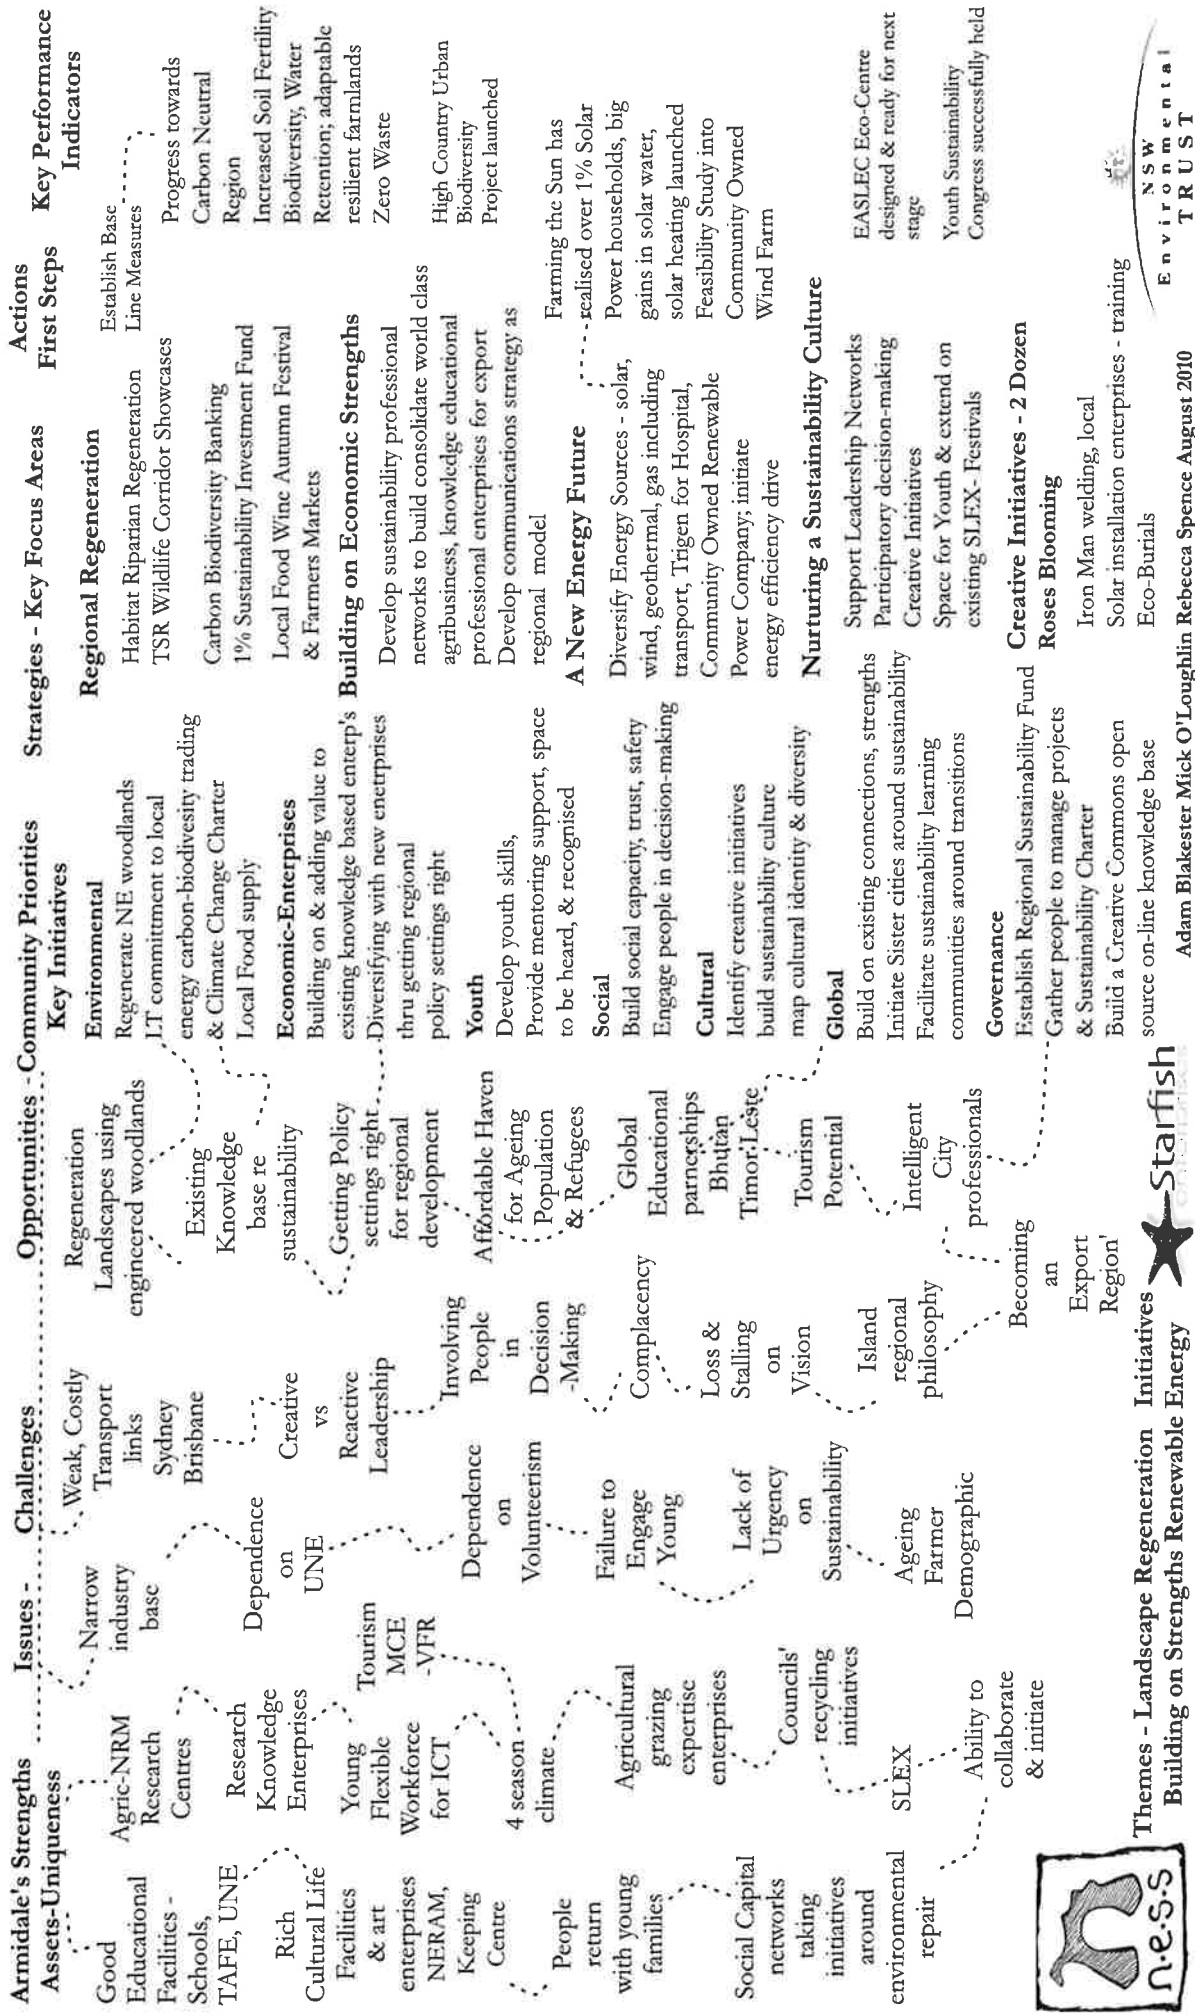 Armidale's Strengths
Assets-Uniqueness
Good
Educational
Facilities -
Schools,
TAFE, UNE
Rich
Cultural Life
Facilities
& art
enterprises
NERAM,
Keeping
Centre
People
return
with young
families
Social Capital
networks
taking
initiatives
around
environmental
repair
Agric-NRM
Research
Centres
Research
Knowledge
Enterprises
Young
Flexible
Workforce
for ICT
Tourism
MCE
-VFR
4 season
climate
Agricultural
grazing
expertise
enterprises
Councils'
recycling
initiatives
SLEX
Ability to
collaborate
& initiate
Issues -
Narrow
industry
base
Dependence
on
UNE
Dependence
on
Volunteerism
Failure to
Engage
Young
Lack of
Urgency
on
Sustainability
Ageing
Farmer
Demographic
Challenges
Weak, Costly
Transport
links
Sydney
Brisbane
Creative
vs
Reactive
Leadership
Involving
People
in
Decision
-Making
Complacency
Loss &
Stalling
on
Vision
Island
regional
philosophy
Becoming
an
Export
Region'
Opportunities -
Regeneration
Landscapes using
engineered woodlands
Existing
Knowledge
base re
sustainability
Getting Policy
settings right
for regional
development
Affordable Haven
for Ageing
Population
& Refugees
Global
Educational
parnerships
Bhutan
Timor Leste
Tourism
Potential
Intelligent
City
professionals
Community Priorities
Key Initiatives
Environmental
Regenerate NE woodlands
LT commitment to local
energy carbon-biodivesity trading
& Climate Change Charter
Local Food supply
Economic-Enterprises
Building on & adding value to
existing knowledge based enterp's
Diversifying with new enetrprises
thru getting regional
policy settings right
Youth
Develop youth skills,
Provide mentoring support, space
to be heard, & recognised
Social
Build social capacity, trust, safety
Engage people in decision-making
Cultural
Identify creative initiatives
build sustainability culture
map cultural identity & diversity
Global
Build on existing connections, strengths
Initiate Sister cities around sustainability
Facilitate sustainability learning
communities around transitions
Governance
Establish Regional Sustainability Fund
Gather people to manage projects
& Sustainability Charter
Build a Creative Commons open
source on-line knowledge base
Strategies - Key Focus Areas
Regional Regeneration
Habitat Riparian Regeneration
TSR Wildlife Corridor Showcases
Carbon Biodiversity Banking
1% Sustainability Investment Fund
Local Food Wine Autumn Festival
& Farmers Markets
Building on Economic Strengths
Develop sustainability professional
networks to build consolidate world class
agribusiness, knowledge educational
professional enterprises for export
Develop communications strategy as
regional model
A New Energy Future
Diversify Energy Sources - solar,
wind, geothermal, gas including
transport, Trigen for Hospital,
Community Owned Renewable
Power Company; initiate
energy efficiency drive
Nurturing a Sustainability Culture
Support Leadership Networks
Participatory decision-making
Creative Initiatives
Space for Youth & extend on
existing SLEX- Festivals
Creative Initiatives - 2 Dozen
Roses Blooming
Iron Man welding, local
Solar installation enterprises - training
Eco-Burials
Actions
First Steps
Establish Base
Line Measures
Key Performance
Indicators
Progress towards
Carbon Neutral
Region
Increased Soil Fertility
Biodiversity, Water
Retention; adaptable
resilient farmlands
Zero Waste
High Country Urban
Biodiversity
Project launched
Farming the Sun has
realised over 1% Solar
Power households, big
gains in solar water,
solar heating launched
Feasibility Study into
Community Owned
Wind Farm
EASLEC Eco-Centre
designed & ready for next
stage
Youth Sustainability
Congress successfully held
n.e.s.s
Themes - Landscape Regeneration Initiatives
Building on Strengths Renewable Energy
Starfish
enterprises
Adam Blakester Mick O'Loughlin Rebecca Spence August 2010
NSW
Environmental
TRUST